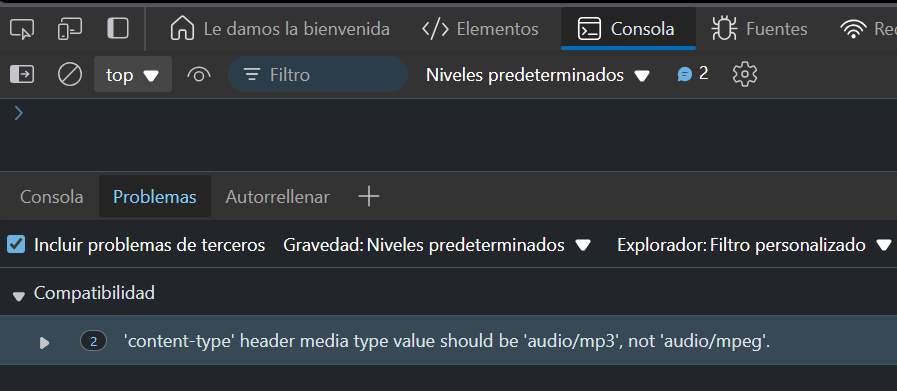 Le damos la bienvenida Elementos Consola Fuentes Rec
top Filtro Niveles predeterminados 2
Consola Problemas Autorrellenar
Incluir problemas de terceros Gravedad: Niveles predeterminados Explorador: Filtro personalizado
Compatibilidad
2 'content-type' header media type value should be 'audio/mp3', not 'audio/mpeg'.